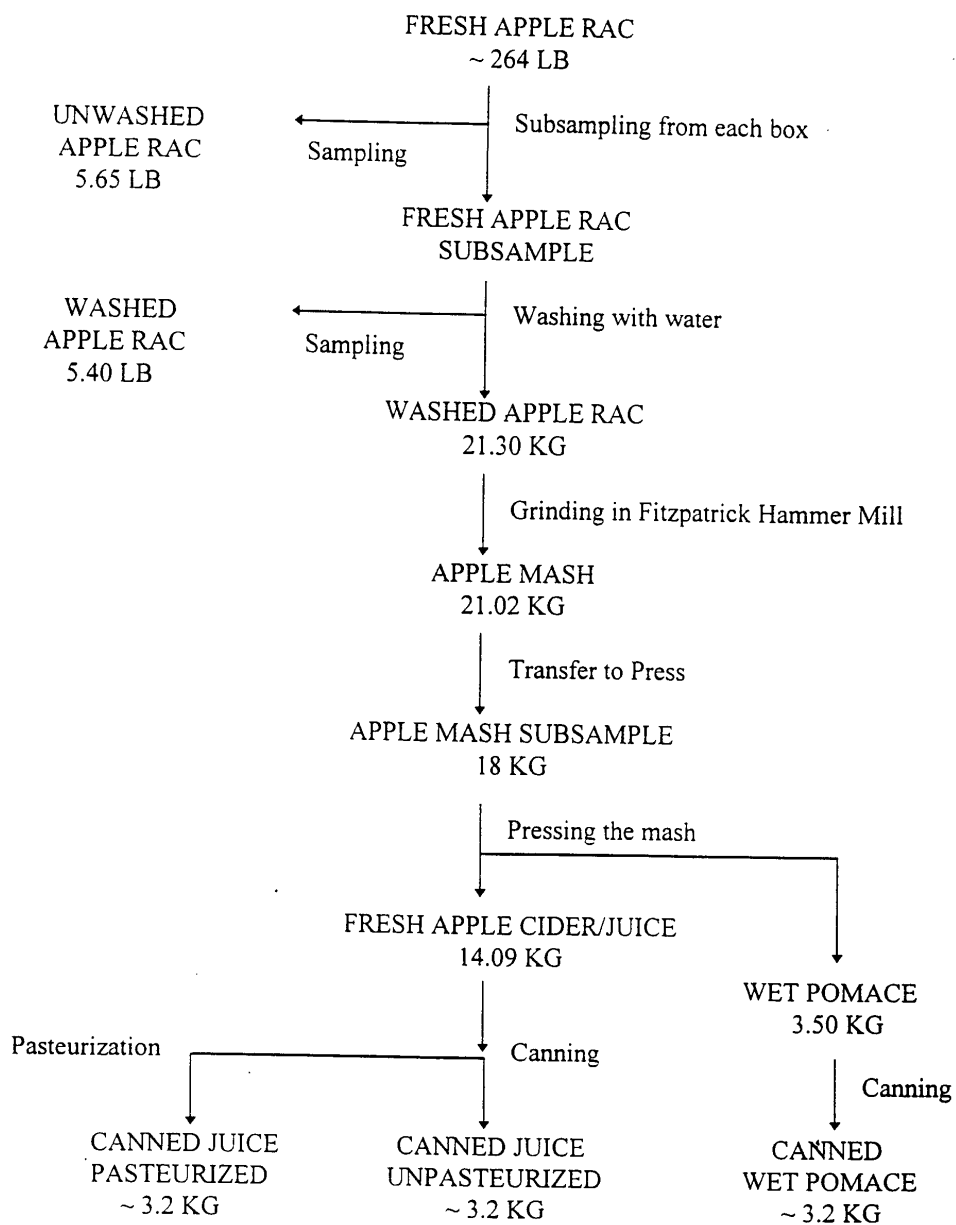 FRESH APPLE RAC
~ 264 LB
UNWASHED
APPLE RAC
5.65 LB
Sampling
Subsampling from each box
FRESH APPLE RAC
SUBSAMPLE
WASHED
APPLE RAC
5.40 LB
Sampling
Washing with water
WASHED APPLE RAC
21.30 KG
Grinding in Fitzpatrick Hammer Mill
APPLE MASH
21.02 KG
Transfer to Press
APPLE MASH SUBSAMPLE
18 KG
Pressing the mash
FRESH APPLE CIDER/JUICE
14.09 KG
WET POMACE
3.50 KG
Pasteurization
Canning
Canning
CANNED JUICE
PASTEURIZED
~ 3.2 KG
CANNED JUICE
UNPASTEURIZED
~ 3.2 KG
CANNED
WET POMACE
~ 3.2 KG